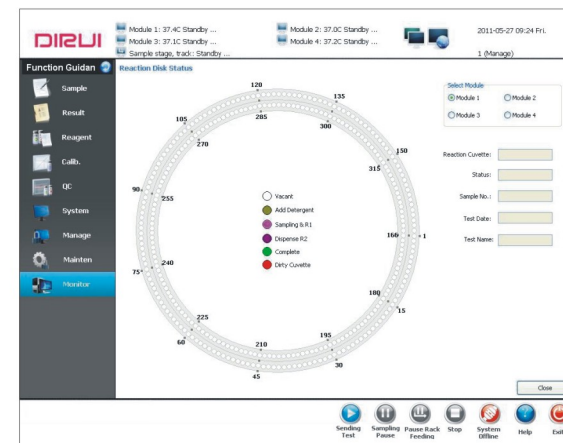 DIRUI
Module 1: 37.4C Standby ...
Module 2: 37.0C Standby ...
2011-05-27 09:24 Fri.
Module 3: 37.1C Standby ...
Module 4: 37.2C Standby ...
Sample stage, track: Standby ...
1 (Manage)
Function Guidan
Reaction Disk Status
Sample
Result
Reagent
Calib.
QC
System
Manage
Mainten
Monitor
120
135
105
285
300
270
150
315
90
255
166
1
240
75
180
15
225
60
210
195
30
45
Vacant
Add Detergent
Sampling & R1
Dispense R2
Complete
Dirty Cuvette
Select Module
Module 1
Module 2
Module 3
Module 4
Reaction Cuvette:
Status:
Sample No.:
Test Date:
Test Name:
Close
Sending Test
Sampling Pause
Pause Rack Feeding
Stop
System Offline
Help
Exit